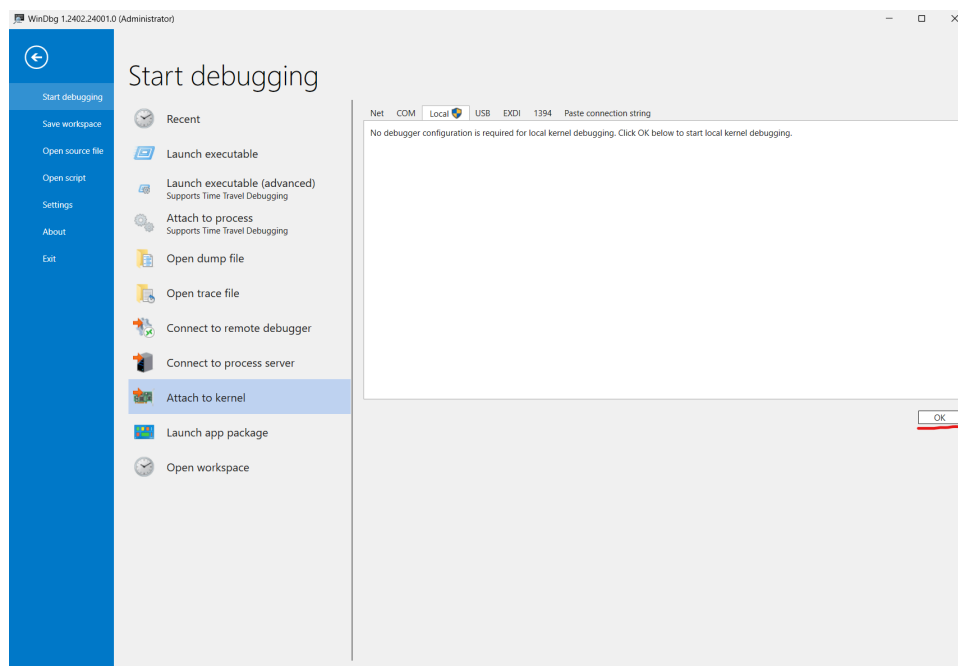 WinDbg 1.2402.24001.0 (Administrator)
Start debugging
Save workspace
Open source file
Open script
Settings
About
Exit
Start debugging
Recent
Launch executable
Launch executable (advanced)
Supports Time Travel Debugging
Attach to process
Supports Time Travel Debugging
Open dump file
Open trace file
Connect to remote debugger
Connect to process server
Attach to kernel
Launch app package
Open workspace
Net COM Local USB EXDI 1394 Paste connection string
No debugger configuration is required for local kernel debugging. Click OK below to start local kernel debugging.
OK